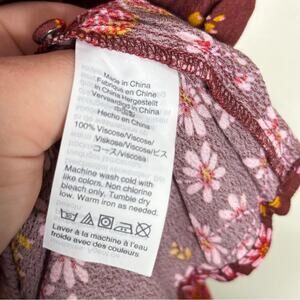 Made in China
Fabriqué en Chine
In China Hergestellt
Vervaardigd in China
Hecho en China
100% Viscose/Viscose/
Viskose/Viscosa/ビス
コース/Viscosa
Machine wash cold with
like colors. Non chlorine
bleach only. Tumble dry
low. Warm iron as needed.
Laver à la machine à l'eau
froide avec des couleurs